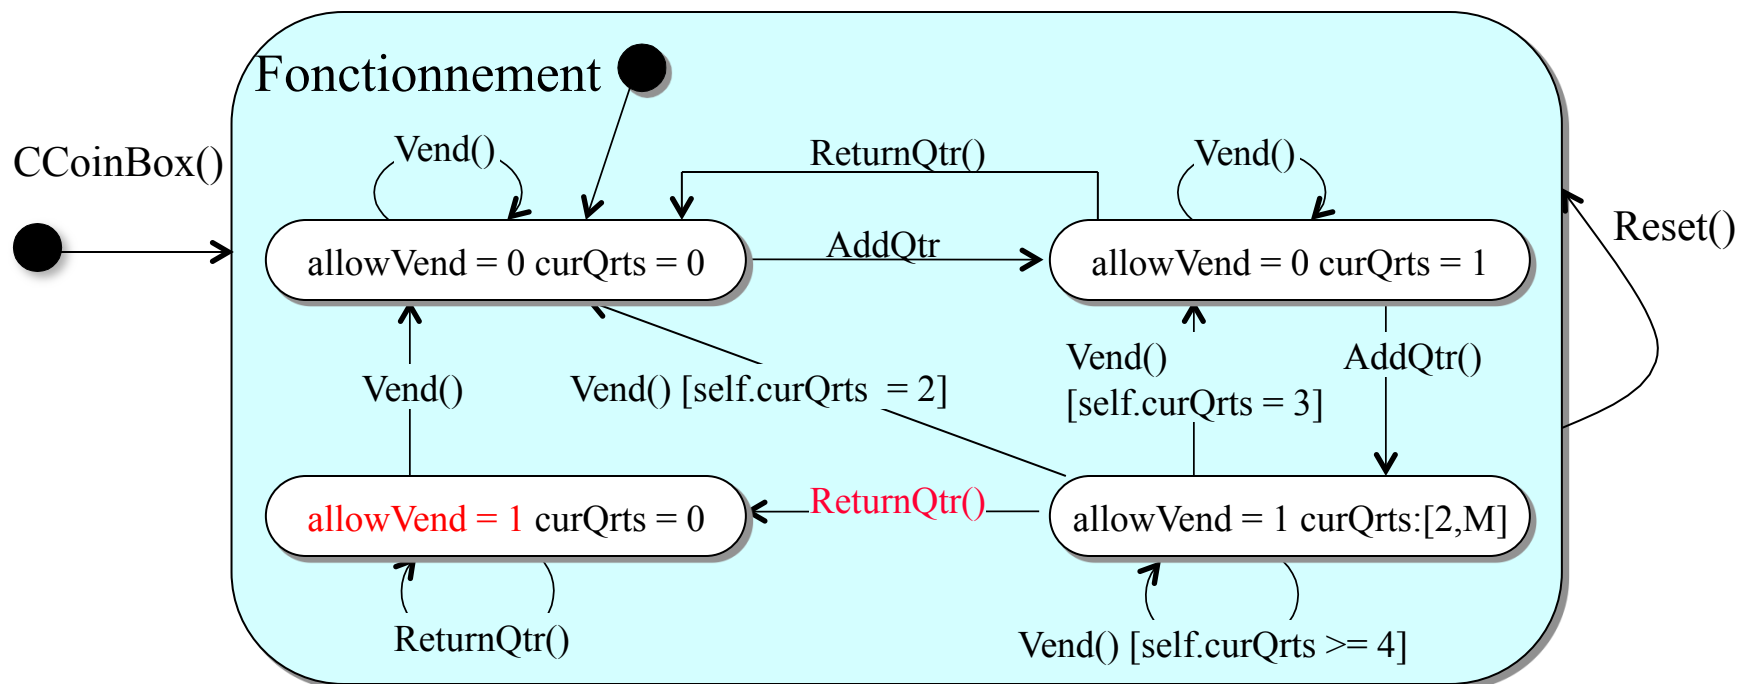 Fonctionnement
CCoinBox()
Vend()
ReturnQtr()
Vend()
Reset()
allowVend = 0 curQrts = 0
AddQtr
allowVend = 0 curQrts = 1
Vend()
Vend() [self.curQrts = 2]
Vend()
[self.curQrts = 3]
AddQtr()
allowVend = 1 curQrts = 0
ReturnQtr()
allowVend = 1 curQrts:[2,M]
ReturnQtr()
Vend() [self.curQrts >= 4]